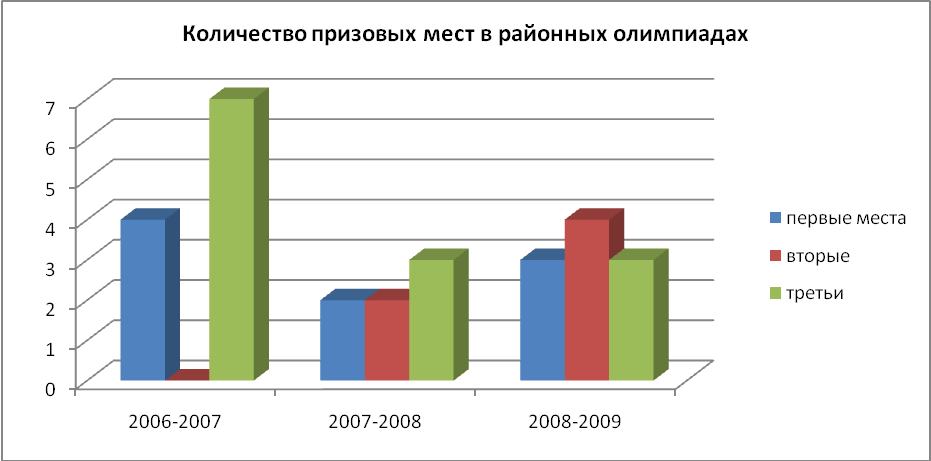 Количество призовых мест в районных олимпиадах
7
6
5
4
3
2
1
0
2006-2007 2007-2008 2008-2009
первые места
вторые
третьи